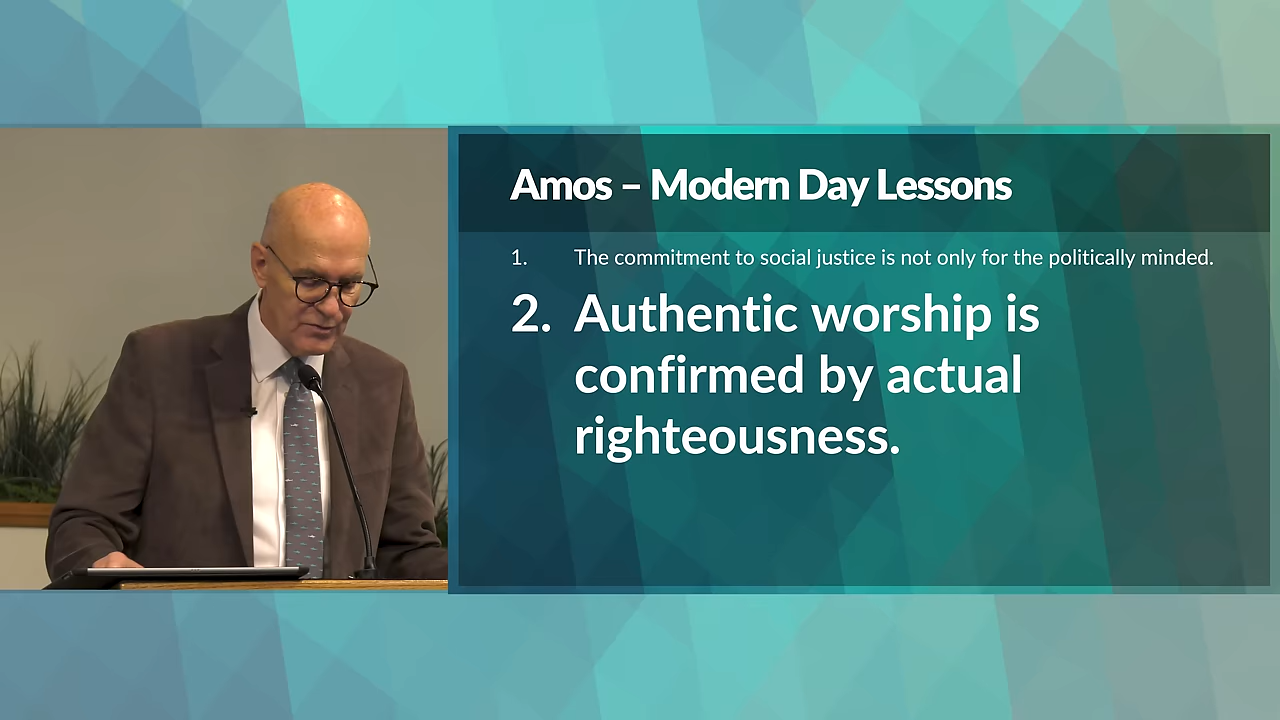 Amos – Modern Day Lessons
1. The commitment to social justice is not only for the politically minded.
2. Authentic worship is
confirmed by actual
righteousness.